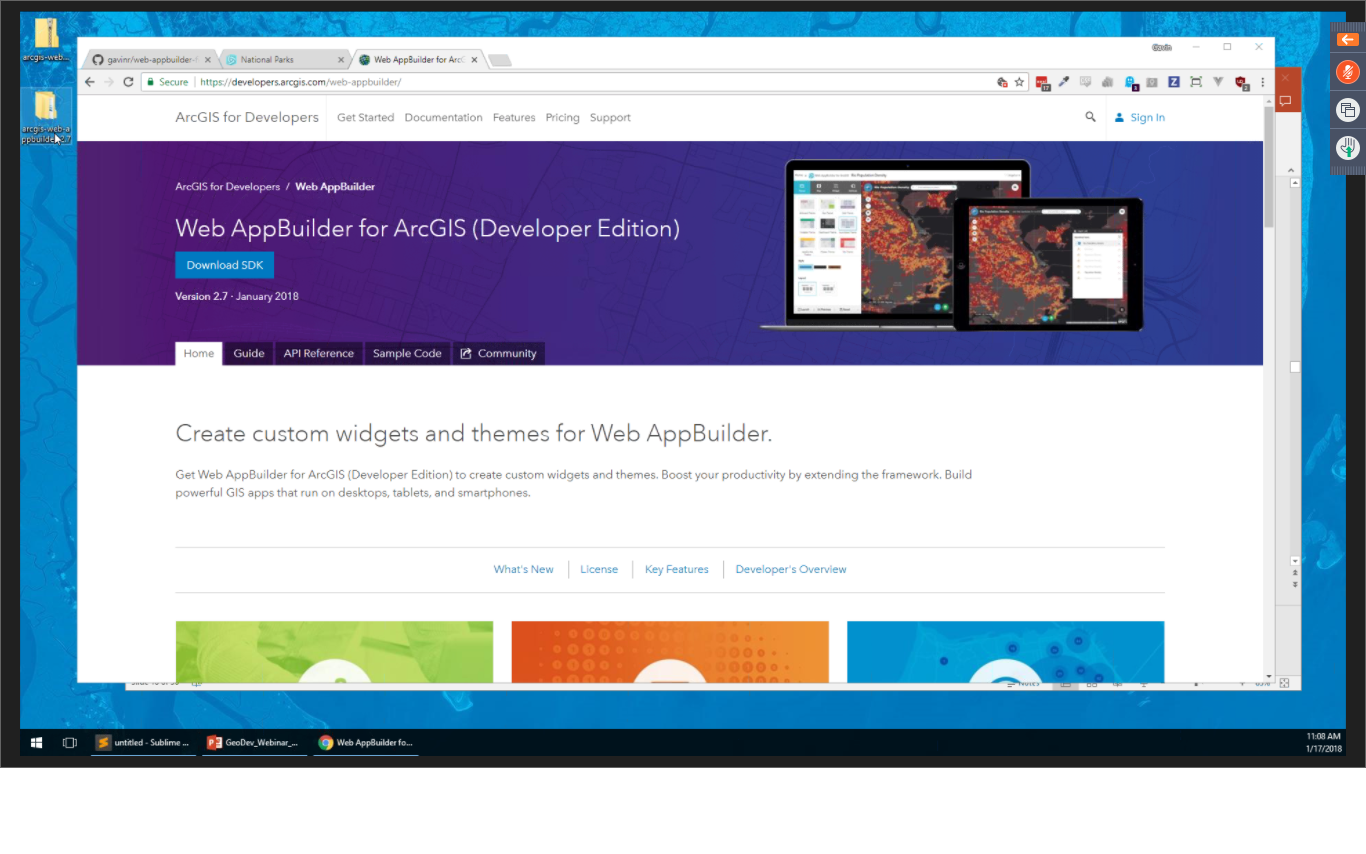 arcgis-web...
arcgis-web-a
ppbuilder-2.7
Gavin
gavinr/web-appbuilder-
National Parks
Web AppBuilder for ArcG
Secure
https://developers.arcgis.com/web-appbuilder/
ArcGIS for Developers
Get Started Documentation Features Pricing Support
Sign In
ArcGIS for Developers / Web AppBuilder
Web AppBuilder for ArcGIS (Developer Edition)
Download SDK
Version 2.7 · January 2018
Home Guide API Reference Sample Code Community
Create custom widgets and themes for Web AppBuilder.
Get Web AppBuilder for ArcGIS (Developer Edition) to create custom widgets and themes. Boost your productivity by extending the framework. Build
powerful GIS apps that run on desktops, tablets, and smartphones.
What's New License Key Features Developer's Overview
untitled - Sublime ...
GeoDev_Webinar_...
Web AppBuilder fo...
11:08 AM
1/17/2018